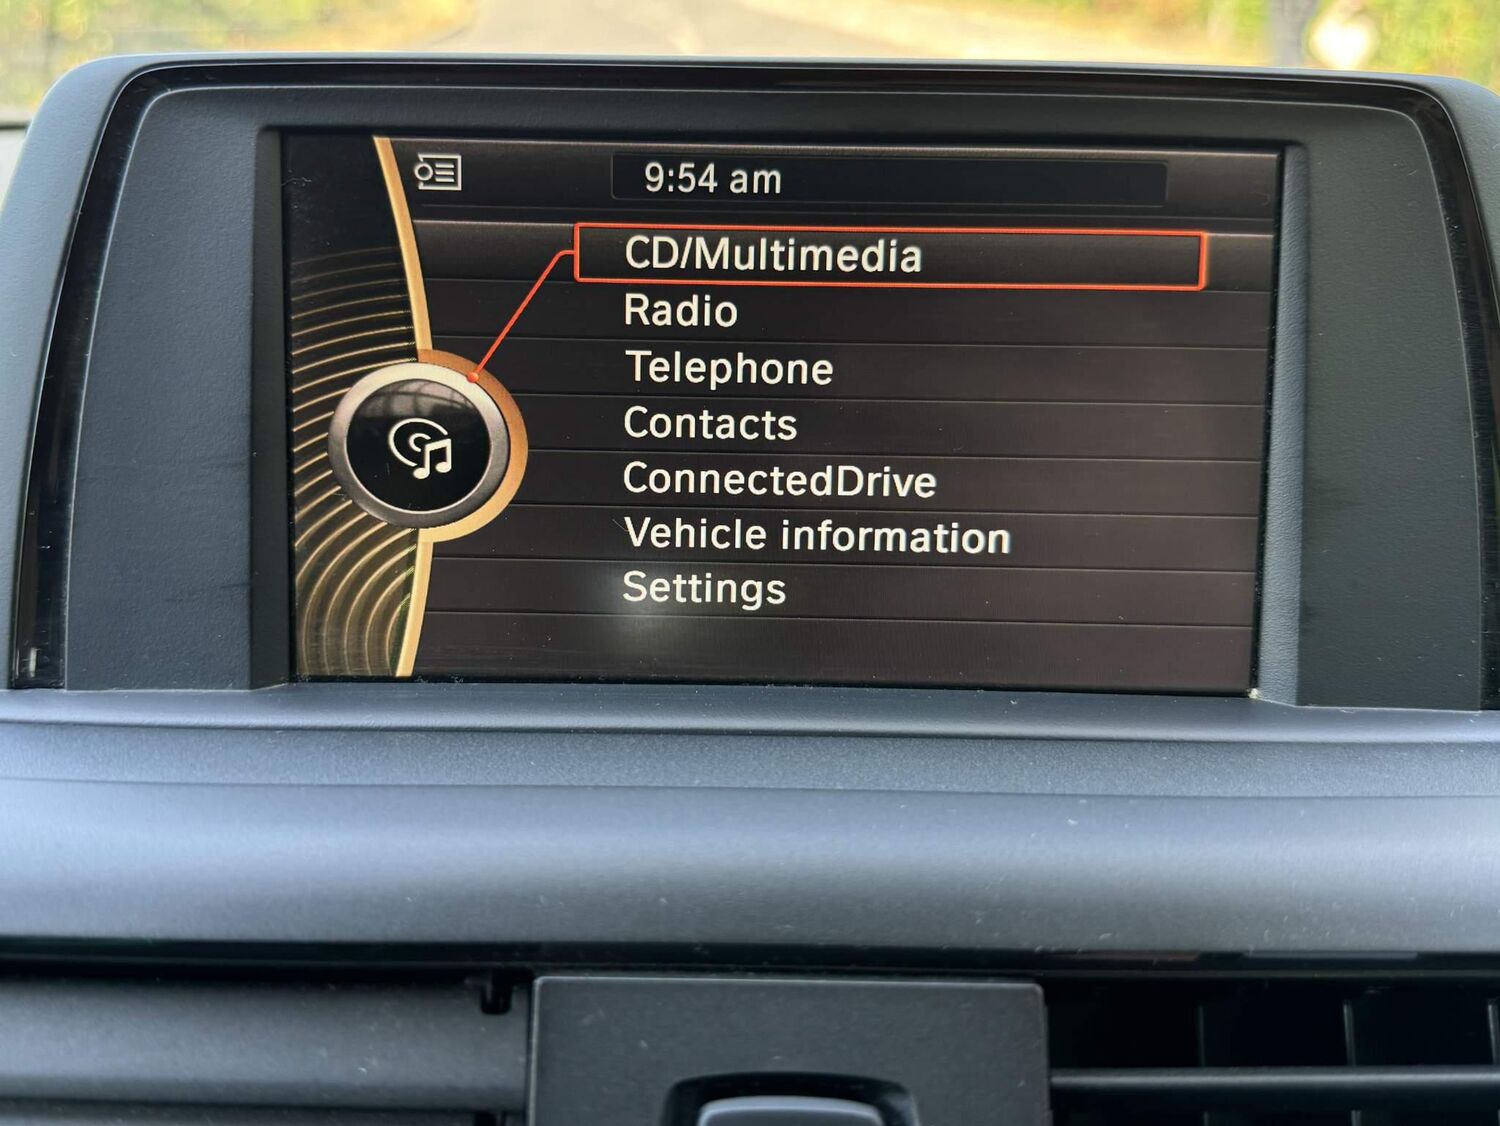 9:54 am
CD/Multimedia
Radio
Telephone
Contacts
ConnectedDrive
Vehicle information
Settings